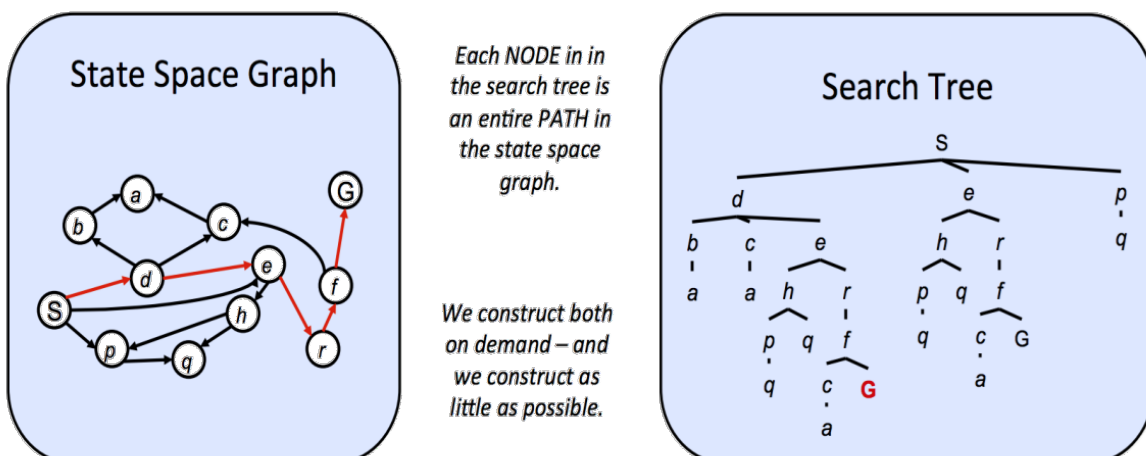 State Space Graph
a
G
b
c
d
e
f
S
h
p
q
r
Each NODE in in
the search tree is
an entire PATH in
the state space
graph.
We construct both
on demand – and
we construct as
little as possible.
Search Tree
S
d e p
b c e h r q
a a h r p q f
p q f q c G
q c G a
a